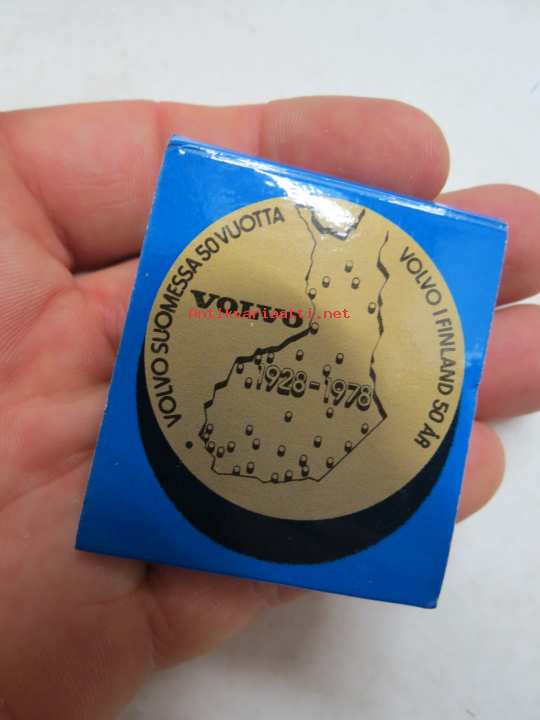 VOLVO SUOMESSA 50 VUOTTA
VOLVO I FINLAND 50 ÅR
VOLVO
Antikvariaatti.net
1928-1978